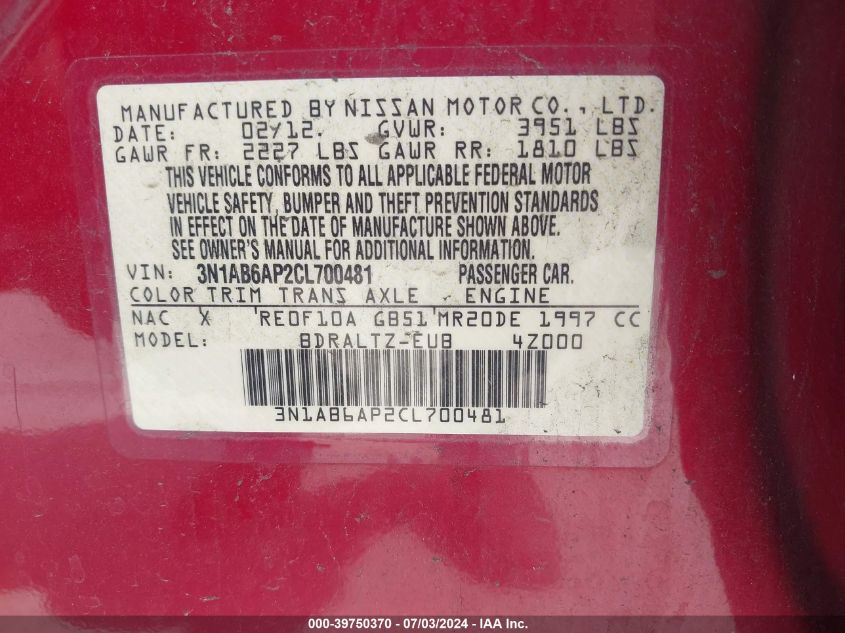 MANUFACTURED BY NISSAN MOTOR CO., LTD.
DATE: 02/12. GVWR: 3951 LBS
GAWR FR: 2227 LBS GAWR RR: 1810 LBS
THIS VEHICLE CONFORMS TO ALL APPLICABLE FEDERAL MOTOR
VEHICLE SAFETY, BUMPER AND THEFT PREVENTION STANDARDS
IN EFFECT ON THE DATE OF MANUFACTURE SHOWN ABOVE.
SEE OWNER'S MANUAL FOR ADDITIONAL INFORMATION.
VIN: 3N1AB6AP2CL700481 PASSENGER CAR.
COLOR TRIM TRANS AXLE ENGINE
NAC X RE0F10A GB51 MR20DE 1997 CC
MODEL: BDRALTZ-EUB 4Z000
3N1AB6AP2CL700481
000-39750370 - 07/03/2024 - IAA Inc.